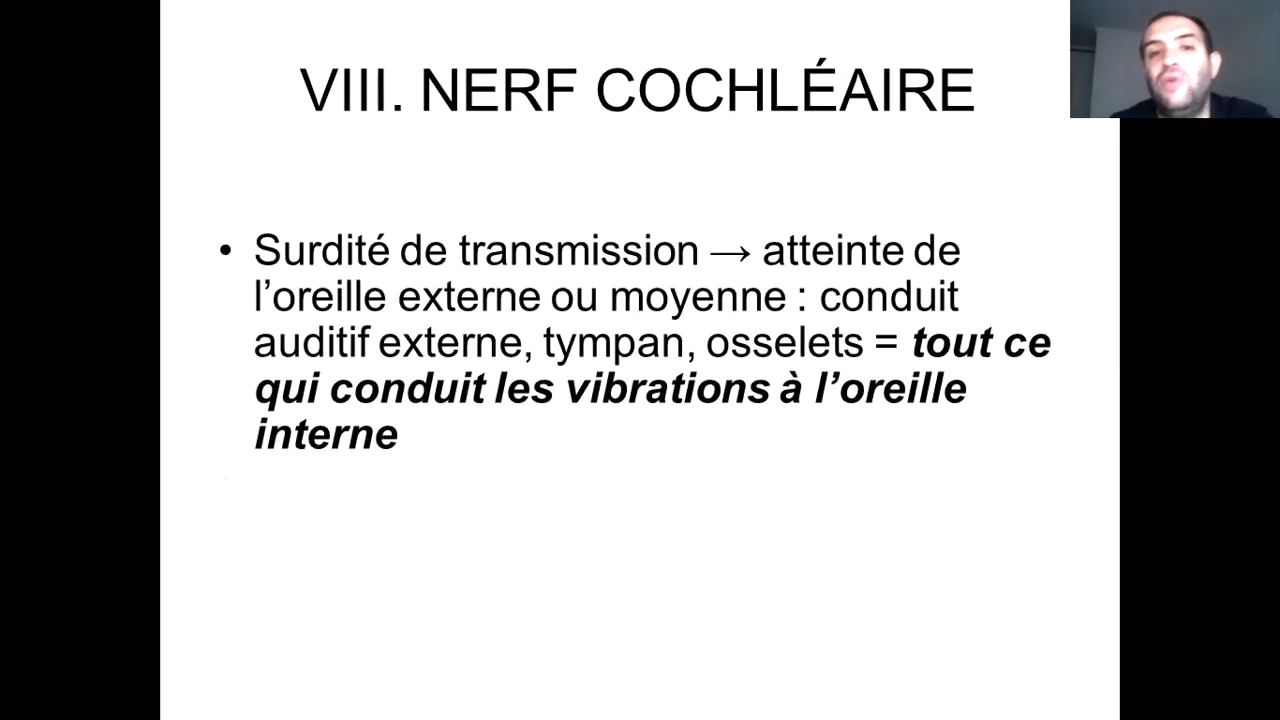 VIII. NERF COCHLÉAIRE
• Surdité de transmission → atteinte de
l’oreille externe ou moyenne : conduit
auditif externe, tympan, osselets = tout ce
qui conduit les vibrations à l’oreille
interne